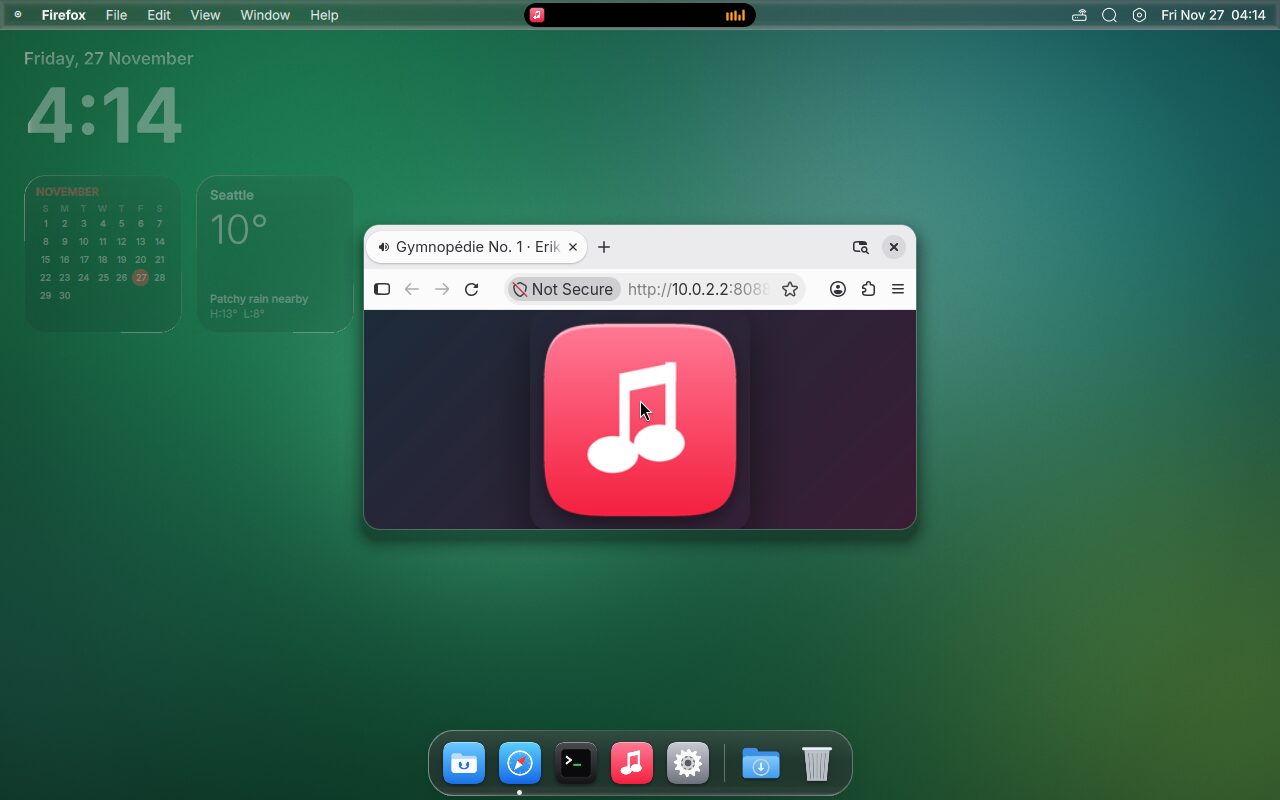 Firefox File Edit View Window Help
Fri Nov 27 04:14
Friday, 27 November
4:14
NOVEMBER
S M T W T F S
1 2 3 4 5 6 7
8 9 10 11 12 13 14
15 16 17 18 19 20 21
22 23 24 25 26 27 28
29 30
Seattle
10°
Patchy rain nearby
H:13° L:8°
Gymnopédie No. 1 · Erik
Not Secure http://10.0.2.2:8088